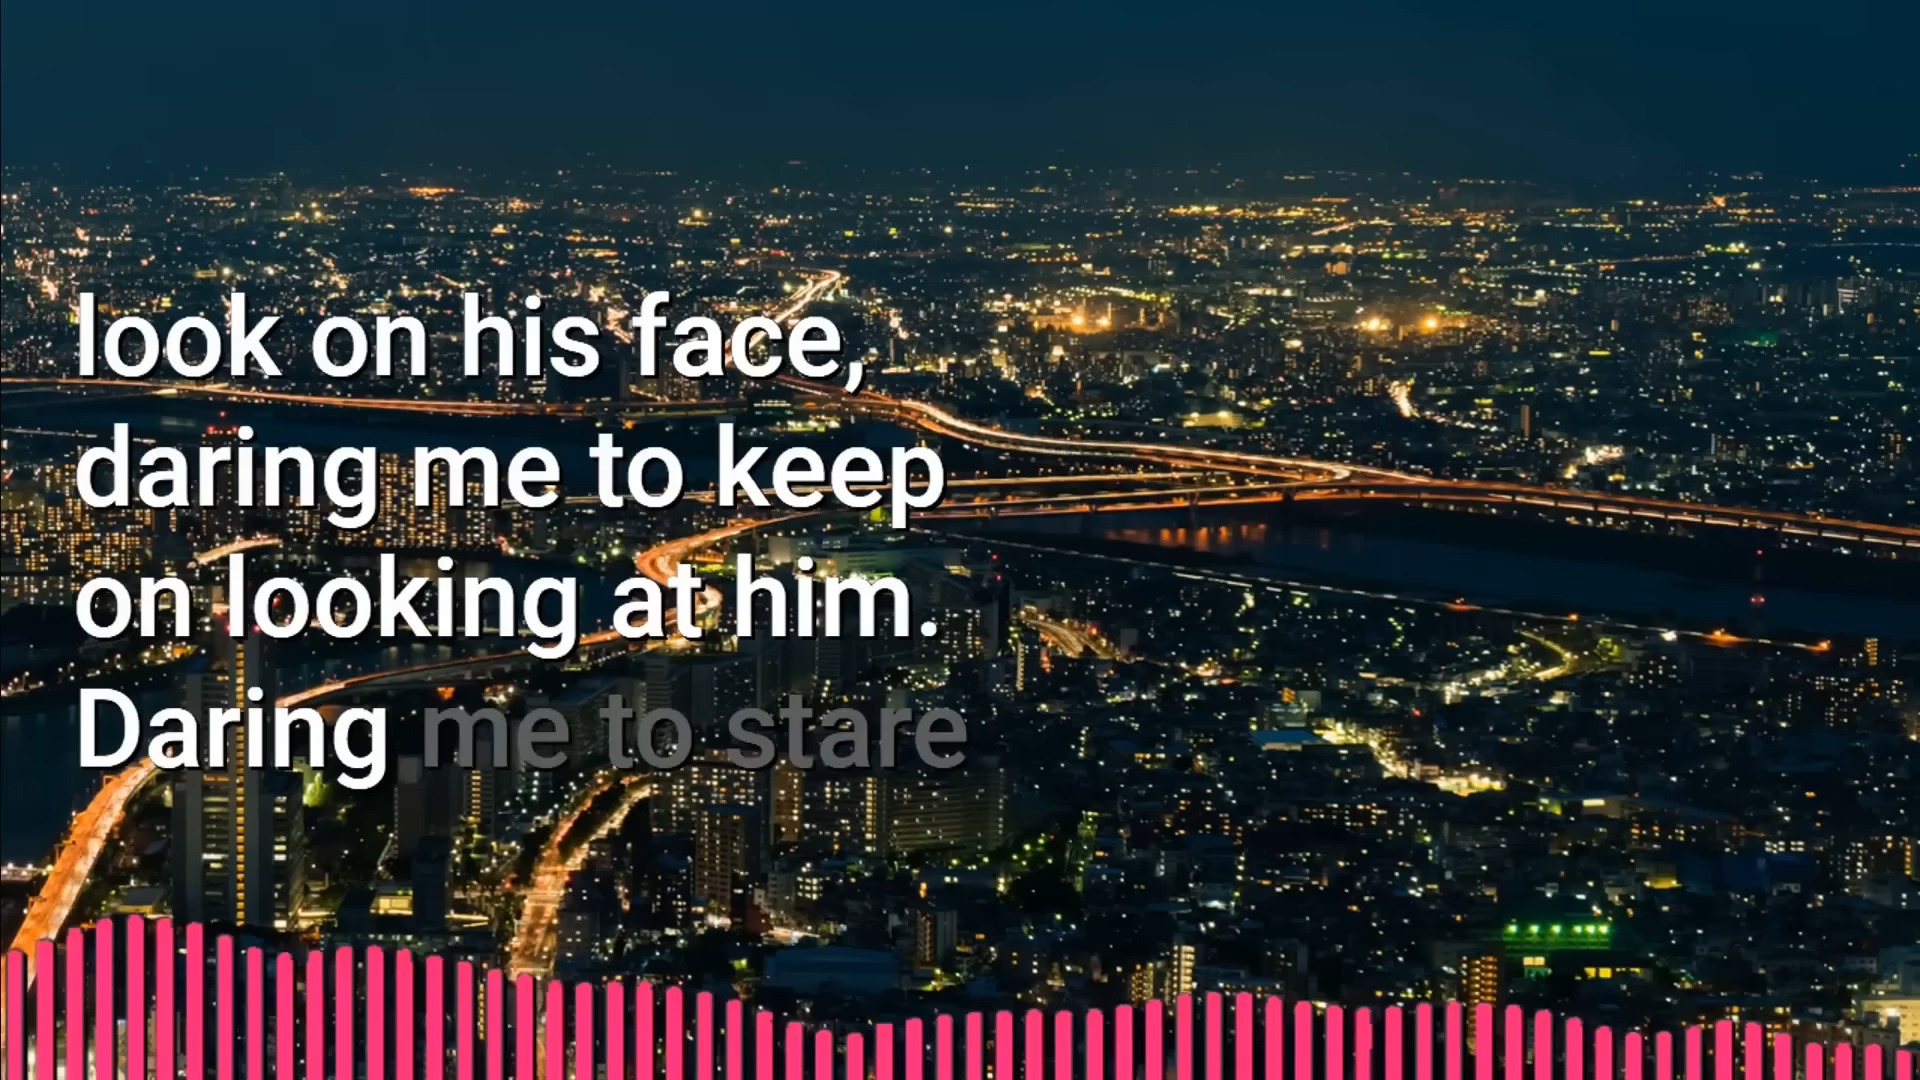 look on his face,
daring me to keep
on looking at him.
Daring me to stare